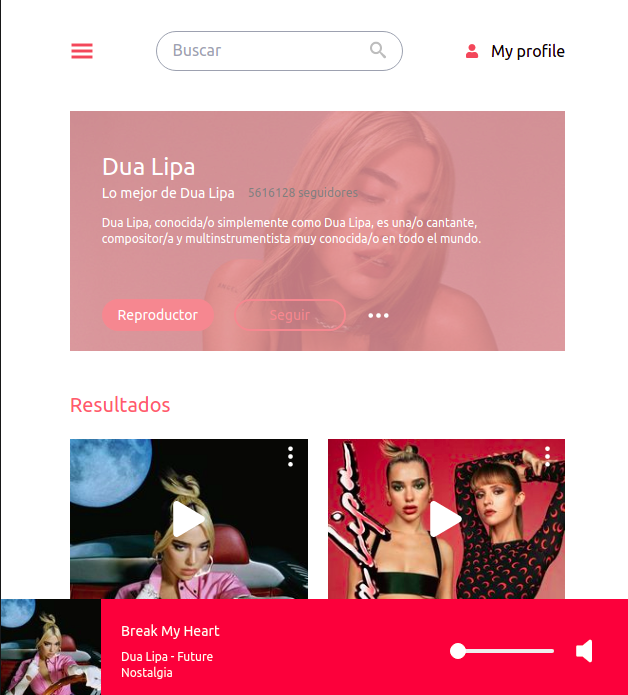 Buscar
My profile
Dua Lipa
Lo mejor de Dua Lipa 5616128 seguidores
Dua Lipa, conocida/o simplemente como Dua Lipa, es una/o cantante,
compositor/a y multinstrumentista muy conocida/o en todo el mundo.
Reproductor
Seguir
Resultados
Break My Heart
Dua Lipa - Future
Nostalgia